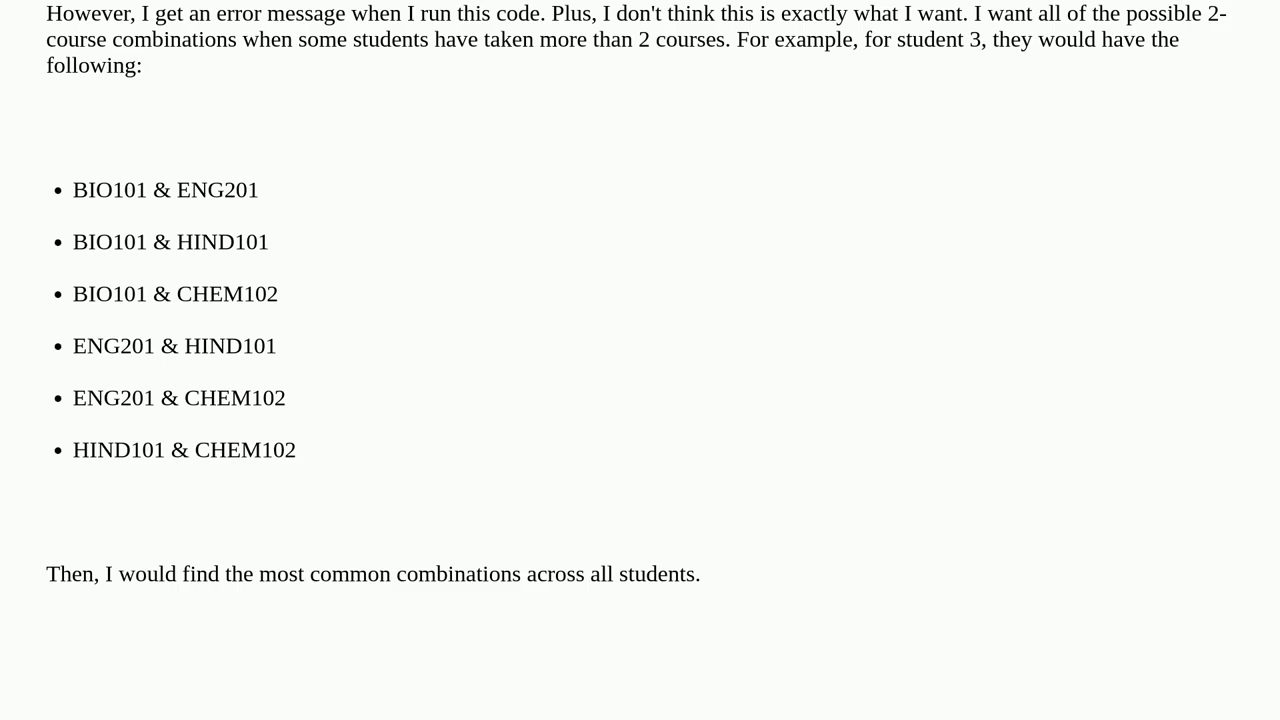 However, I get an error message when I run this code. Plus, I don't think this is exactly what I want. I want all of the possible 2-
course combinations when some students have taken more than 2 courses. For example, for student 3, they would have the
following:
• BIO101 & ENG201
• BIO101 & HIND101
• BIO101 & CHEM102
• ENG201 & HIND101
• ENG201 & CHEM102
• HIND101 & CHEM102
Then, I would find the most common combinations across all students.